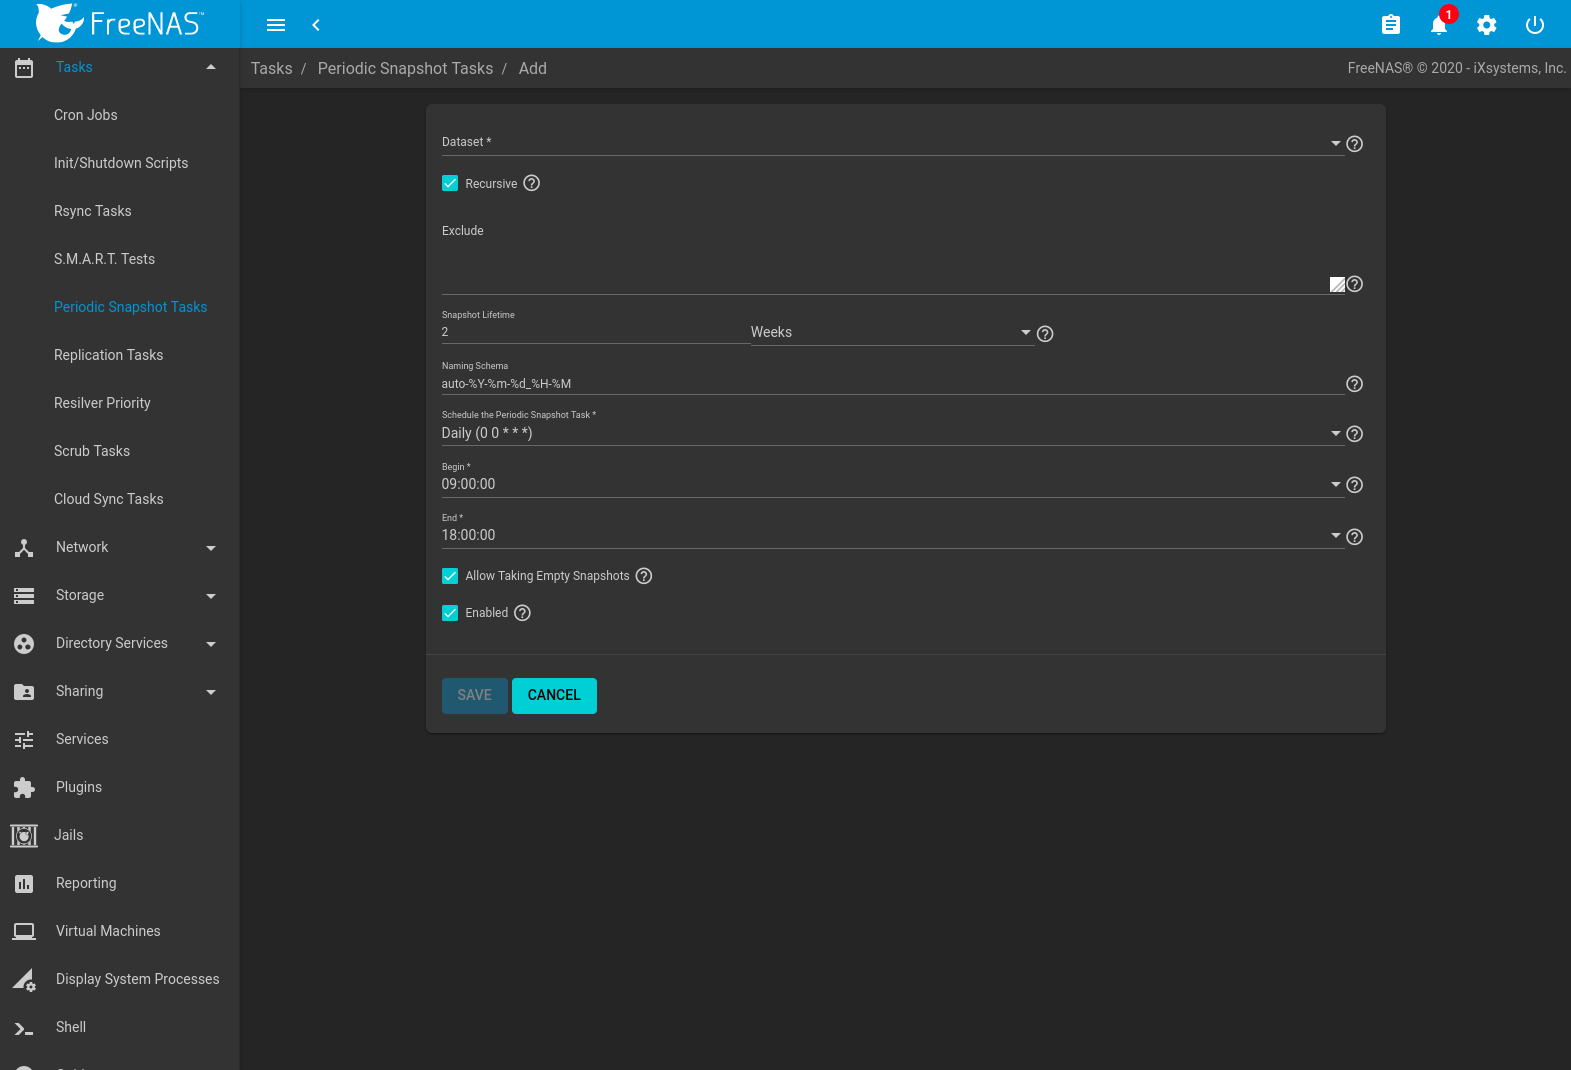 FreeNAS™
1
Tasks
Cron Jobs
Init/Shutdown Scripts
Rsync Tasks
S.M.A.R.T. Tests
Periodic Snapshot Tasks
Replication Tasks
Resilver Priority
Scrub Tasks
Cloud Sync Tasks
Network
Storage
Directory Services
Sharing
Services
Plugins
Jails
Reporting
Virtual Machines
Display System Processes
Shell
Tasks / Periodic Snapshot Tasks / Add
FreeNAS® © 2020 - iXsystems, Inc.
Dataset *
Recursive
Exclude
Snapshot Lifetime
2 Weeks
Naming Schema
auto-%Y-%m-%d_%H-%M
Schedule the Periodic Snapshot Task *
Daily (0 0 * * *)
Begin *
09:00:00
End *
18:00:00
Allow Taking Empty Snapshots
Enabled
SAVE CANCEL